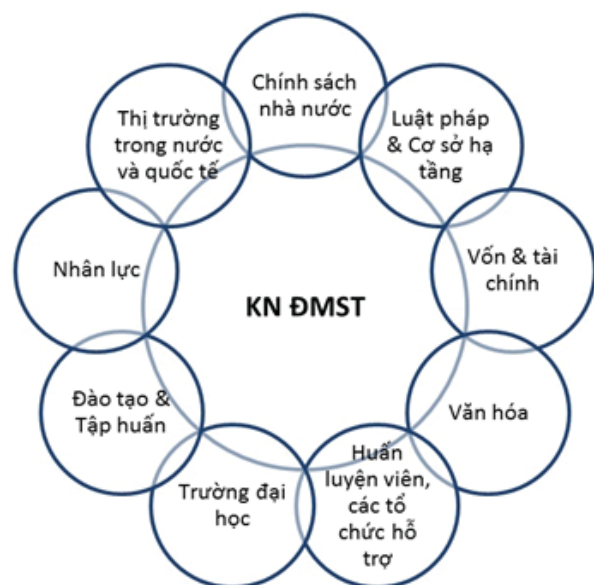 Chính sách
nhà nước
Luật pháp
& Cơ sở hạ
tầng
Vốn & tài
chính
Văn hóa
Huấn
luyện viên,
các tổ
chức hỗ
trợ
Trường đại
học
Đào tạo &
Tập huấn
Nhân lực
Thị trường
trong nước
và quốc tế
KN ĐMST